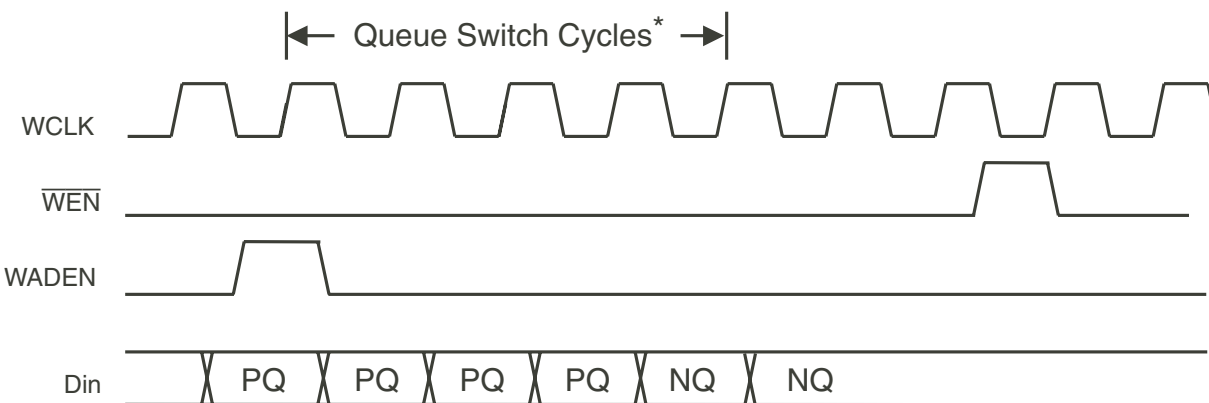 Queue Switch Cycles*
WCLK
WEN
WADEN
Din PQ PQ PQ PQ NQ NQ